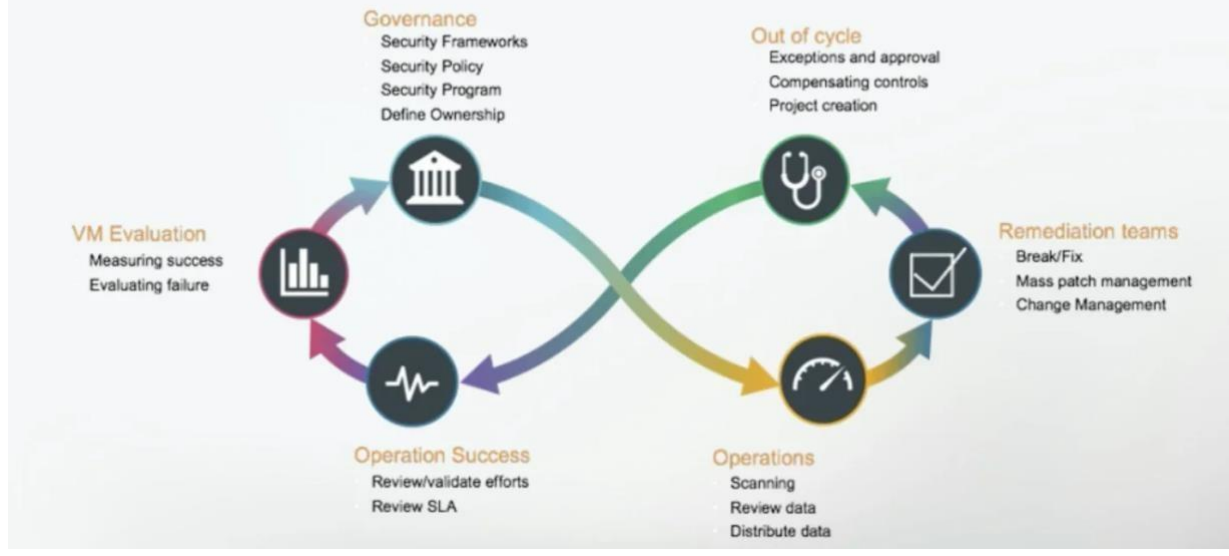 Governance
Security Frameworks
Security Policy
Security Program
Define Ownership
Out of cycle
Exceptions and approval
Compensating controls
Project creation
VM Evaluation
Measuring success
Evaluating failure
Remediation teams
Break/Fix
Mass patch management
Change Management
Operation Success
Review/validate efforts
Review SLA
Operations
Scanning
Review data
Distribute data